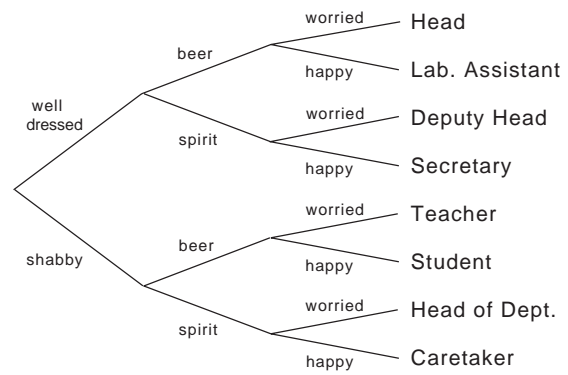 worried
Head
beer
happy
Lab. Assistant
well
dressed
worried
Deputy Head
spirit
happy
Secretary
worried
Teacher
beer
shabby
happy
Student
worried
Head of Dept.
spirit
happy
Caretaker